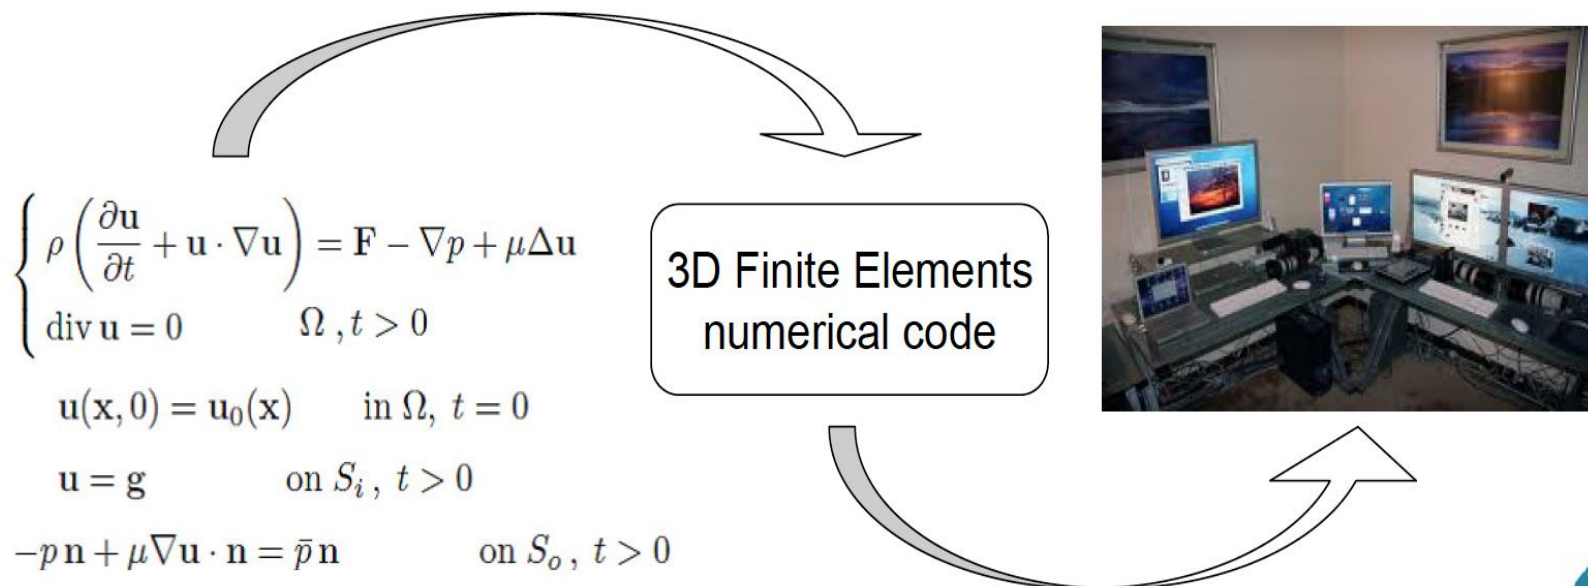 ρ(∂u/∂t + u · ∇u) = F − ∇p + μΔu
div u = 0 Ω , t > 0
u(x, 0) = u₀(x) in Ω, t = 0
u = g on Sᵢ , t > 0
−p n + μ∇u · n = p̄ n on Sₒ , t > 0
3D Finite Elements
numerical code